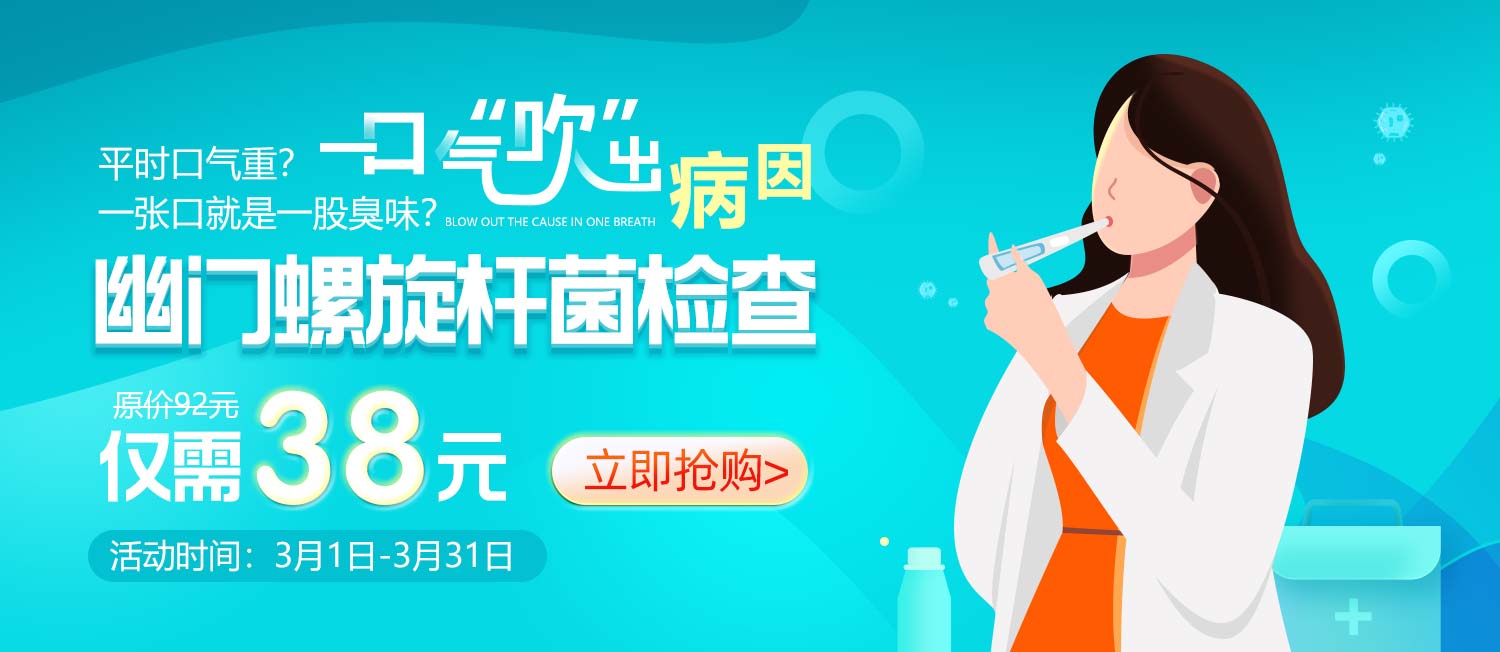 平时口气重?
一张口就是一股臭味?
一口气“吹”出病因
BLOW OUT THE CAUSE IN ONE BREATH
幽门螺旋杆菌检查
原价92元
仅需38元
立即抢购>
活动时间：3月1日-3月31日